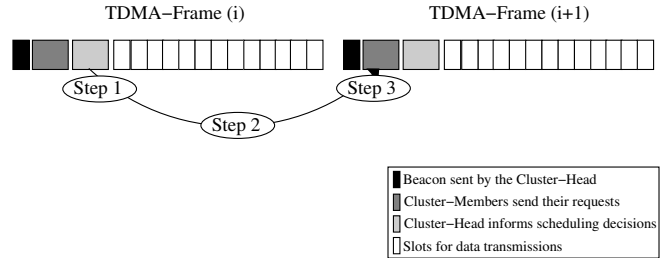 TDMA−Frame (i)
TDMA−Frame (i+1)
Step 1
Step 2
Step 3
Beacon sent by the Cluster−Head
Cluster−Members send their requests
Cluster−Head informs scheduling decisions
Slots for data transmissions